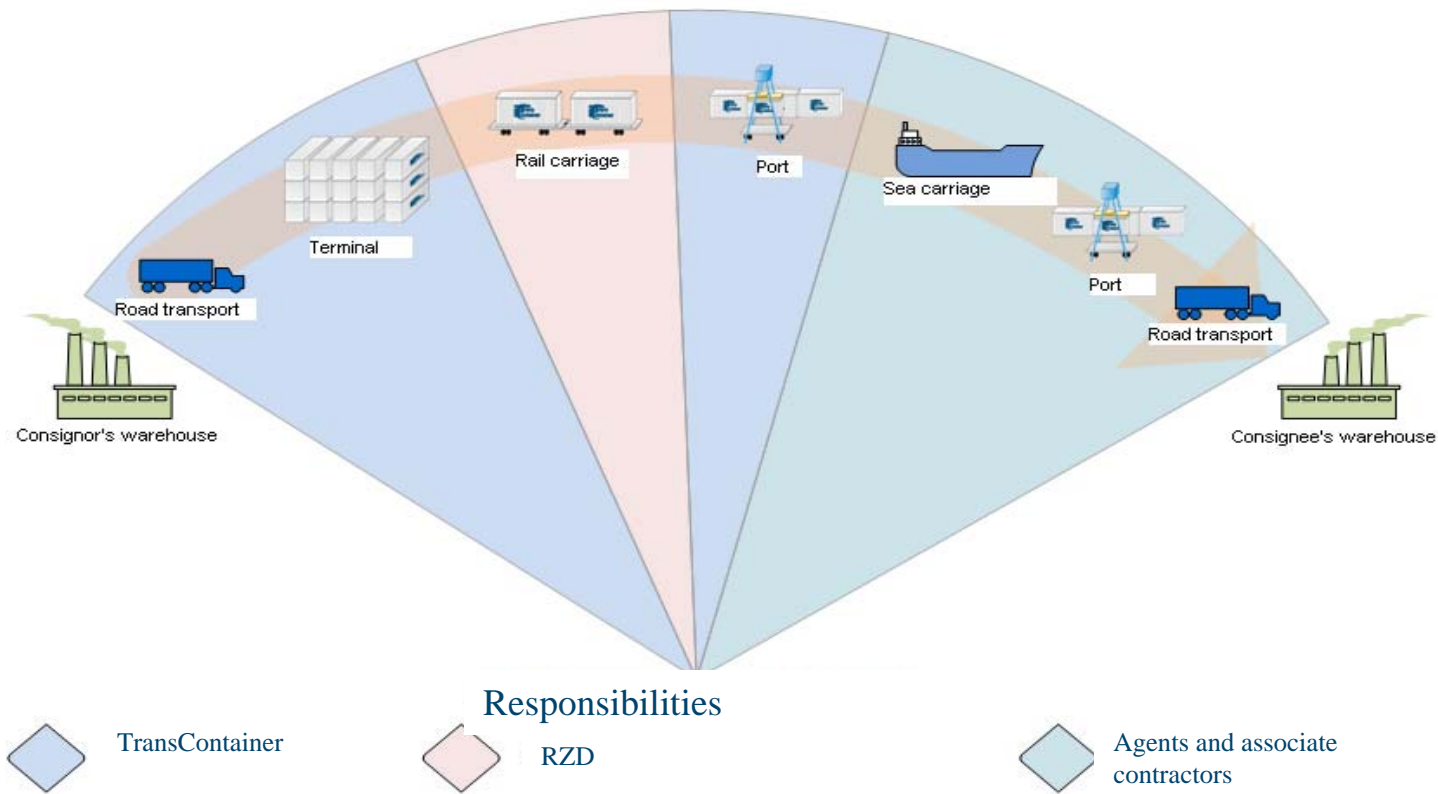 Rail carriage
Port
Sea carriage
Terminal
Port
Road transport
Road transport
Consignor's warehouse
Consignee's warehouse
Responsibilities
TransContainer
RZD
Agents and associate
contractors